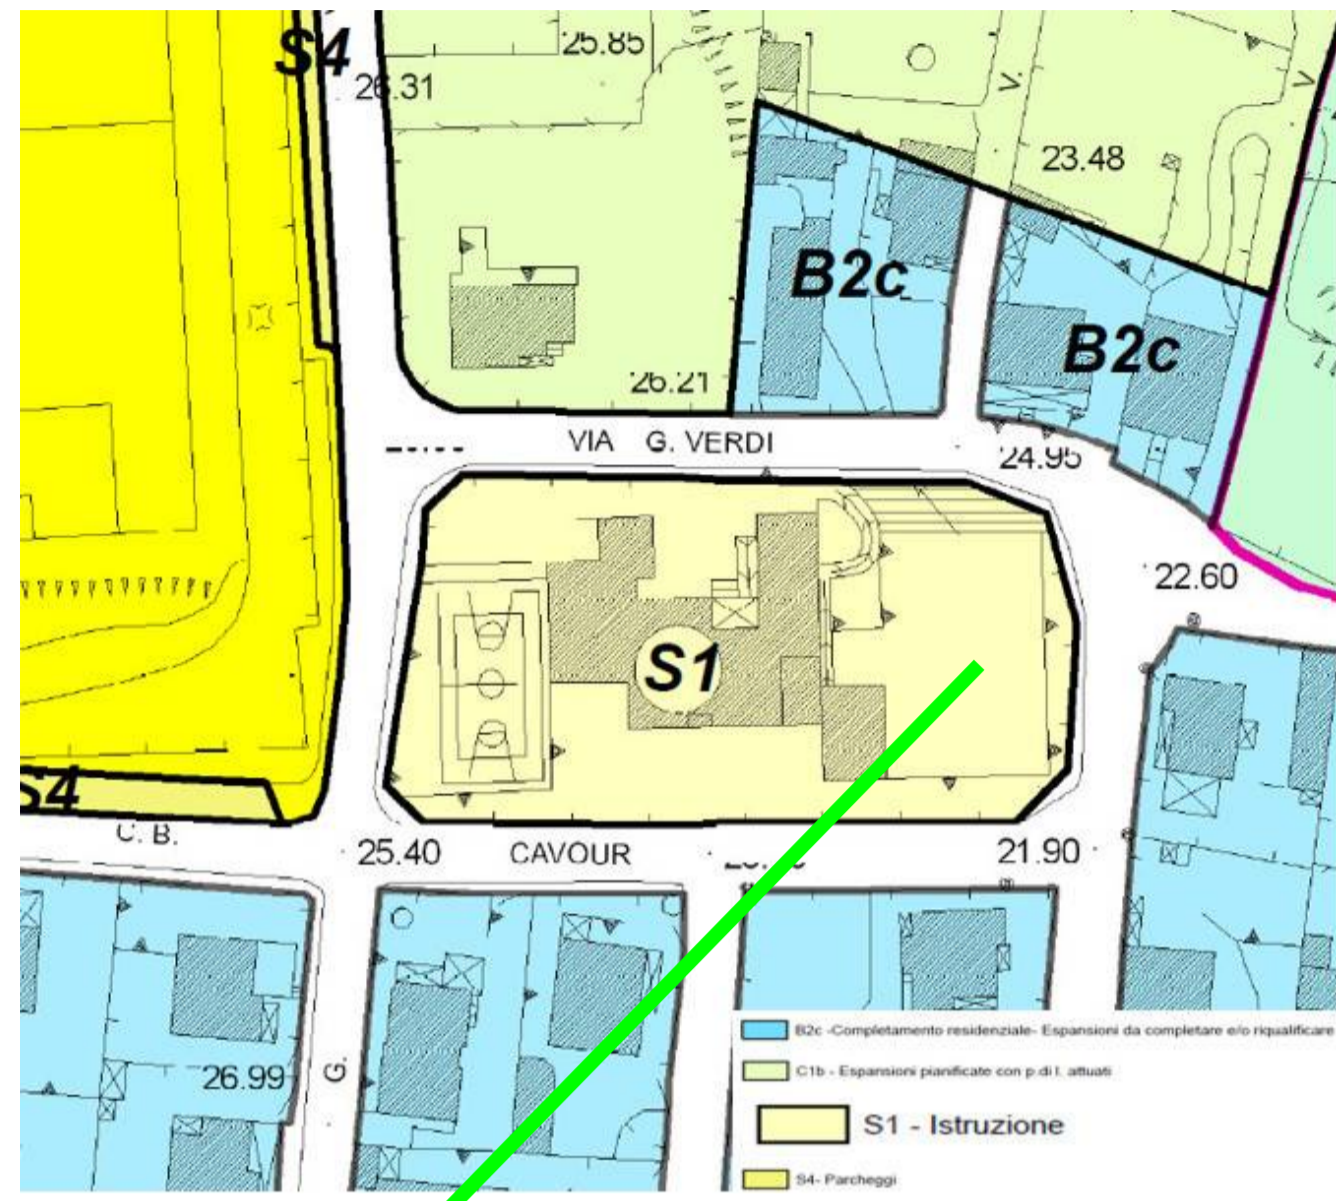 S4
25.85
26.31
V.
V
23.48
B2c
B2c
26.21
VIA G. VERDI
24.95
22.60
S1
S4
C. B.
25.40
CAVOUR
21.90
26.99
G.
B2c -Completamento residenziale- Espansioni da completare e/o riqualificare
C1b - Espansioni pianificate con p.di l. attuati
S1 - Istruzione
S4- Parcheggi